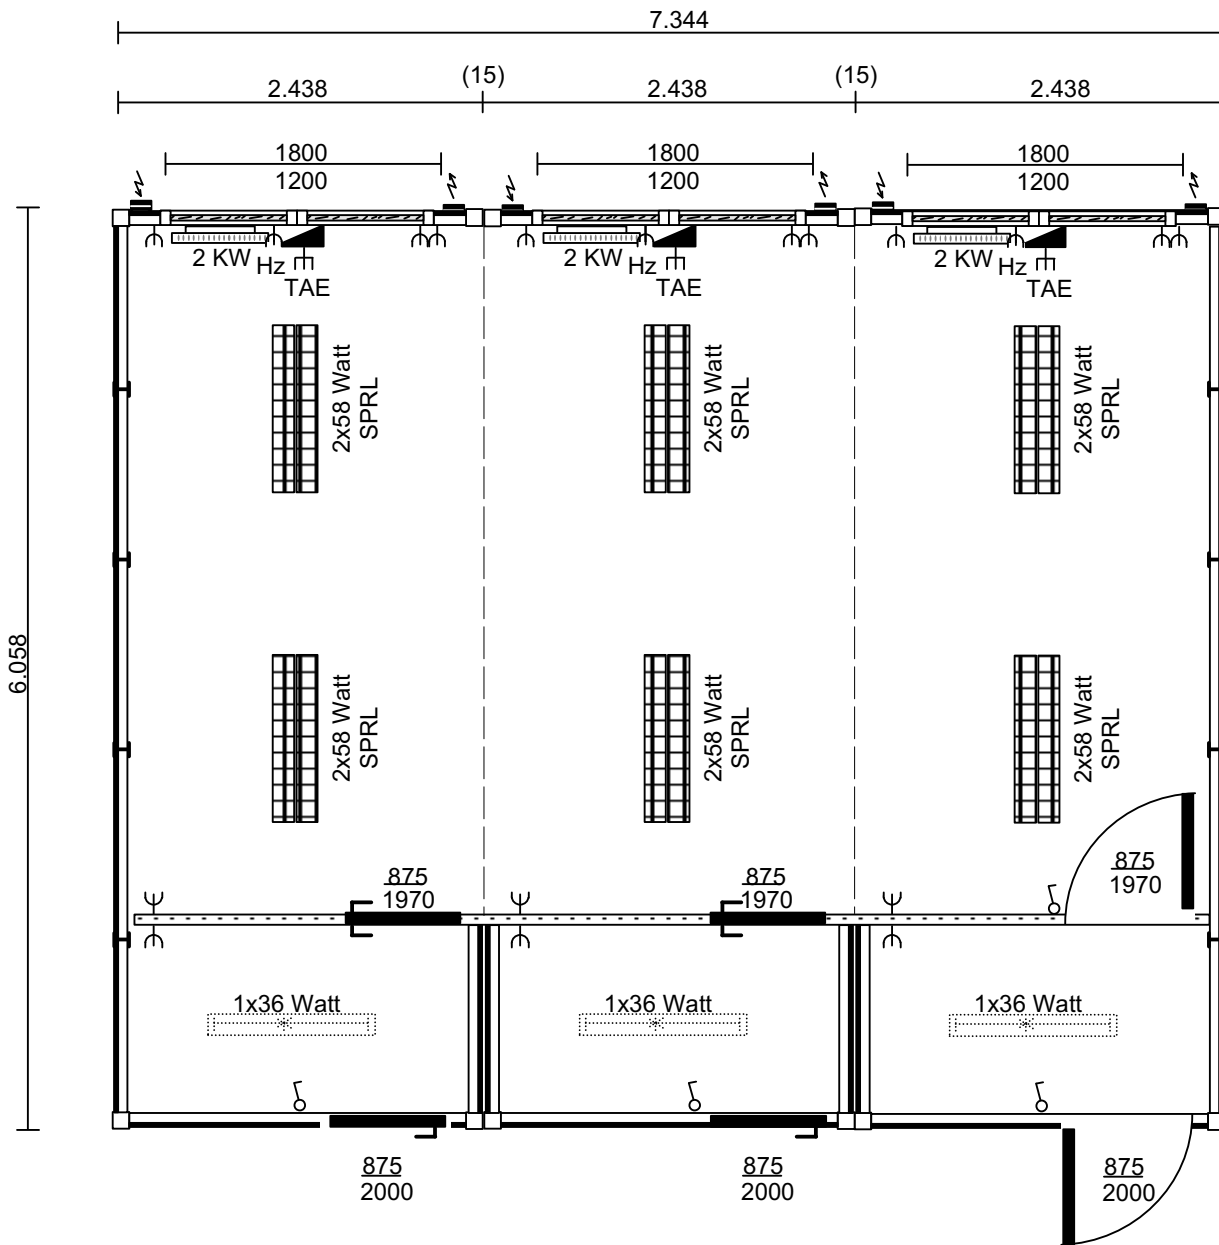 7.344
(15) (15)
2.438 2.438 2.438
1800 1800 1800
1200 1200 1200
2 KW Hz 2 KW Hz 2 KW Hz
TAE TAE TAE
2x58 Watt
SPRL
2x58 Watt
SPRL
2x58 Watt
SPRL
6.058
2x58 Watt
SPRL
2x58 Watt
SPRL
2x58 Watt
SPRL
875
1970
875
1970
875
1970
1x36 Watt 1x36 Watt 1x36 Watt
875 875 875
2000 2000 2000